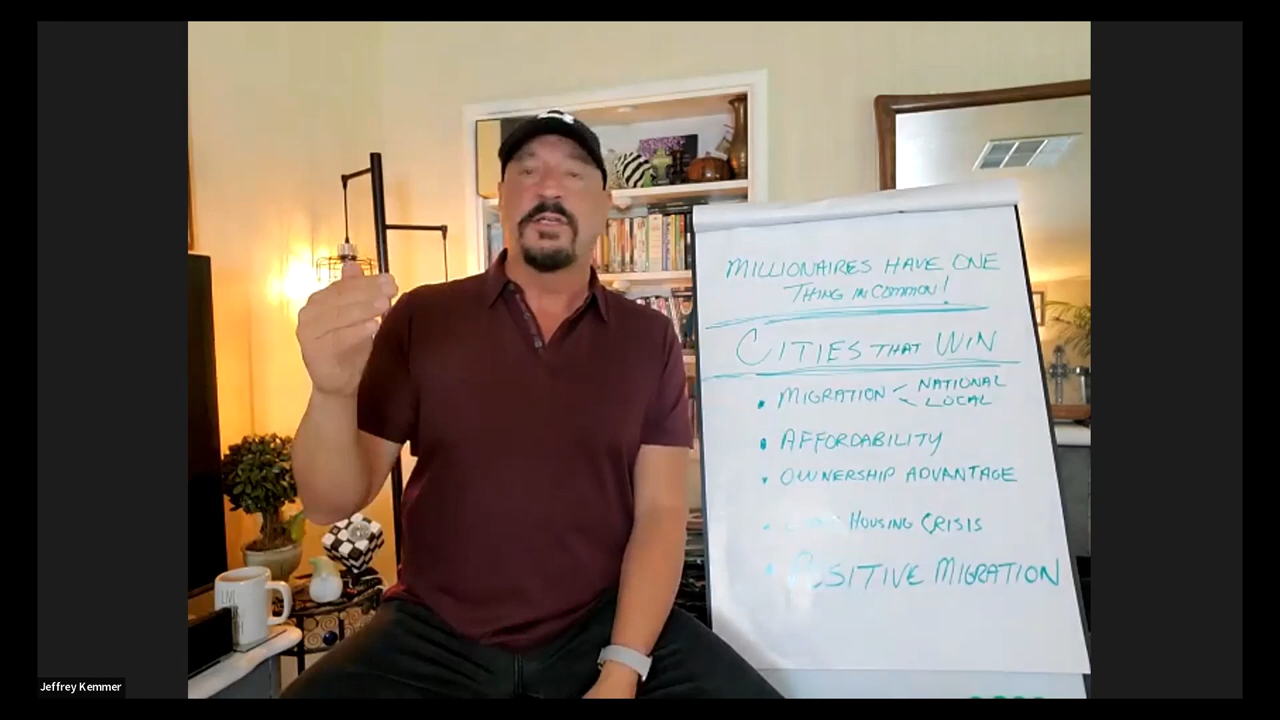 MILLIONAIRES HAVE ONE
THING IN COMMON!
CITIES THAT WIN
• MIGRATION < NATIONAL
LOCAL
• AFFORDABILITY
• OWNERSHIP ADVANTAGE
• HOUSING CRISIS
• POSITIVE MIGRATION
LIVE
Jeffrey Kemmer